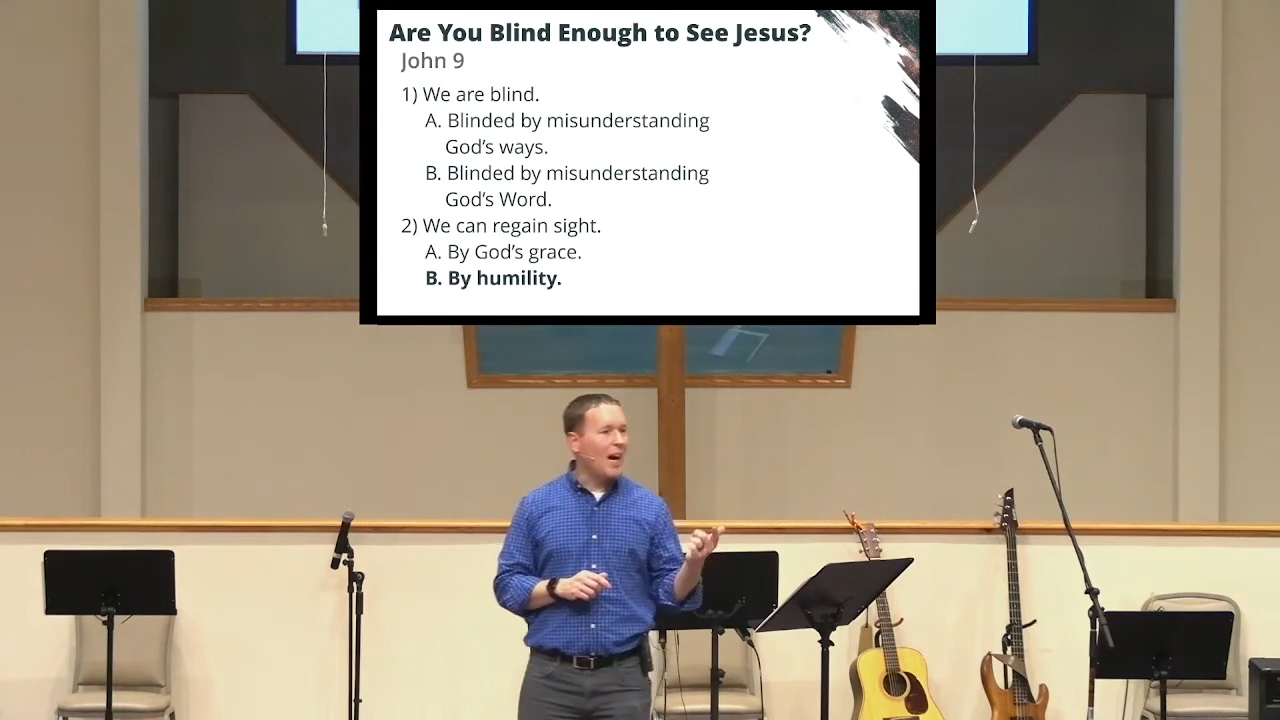 Are You Blind Enough to See Jesus?
John 9
1) We are blind.
A. Blinded by misunderstanding
God's ways.
B. Blinded by misunderstanding
God's Word.
2) We can regain sight.
A. By God's grace.
B. By humility.